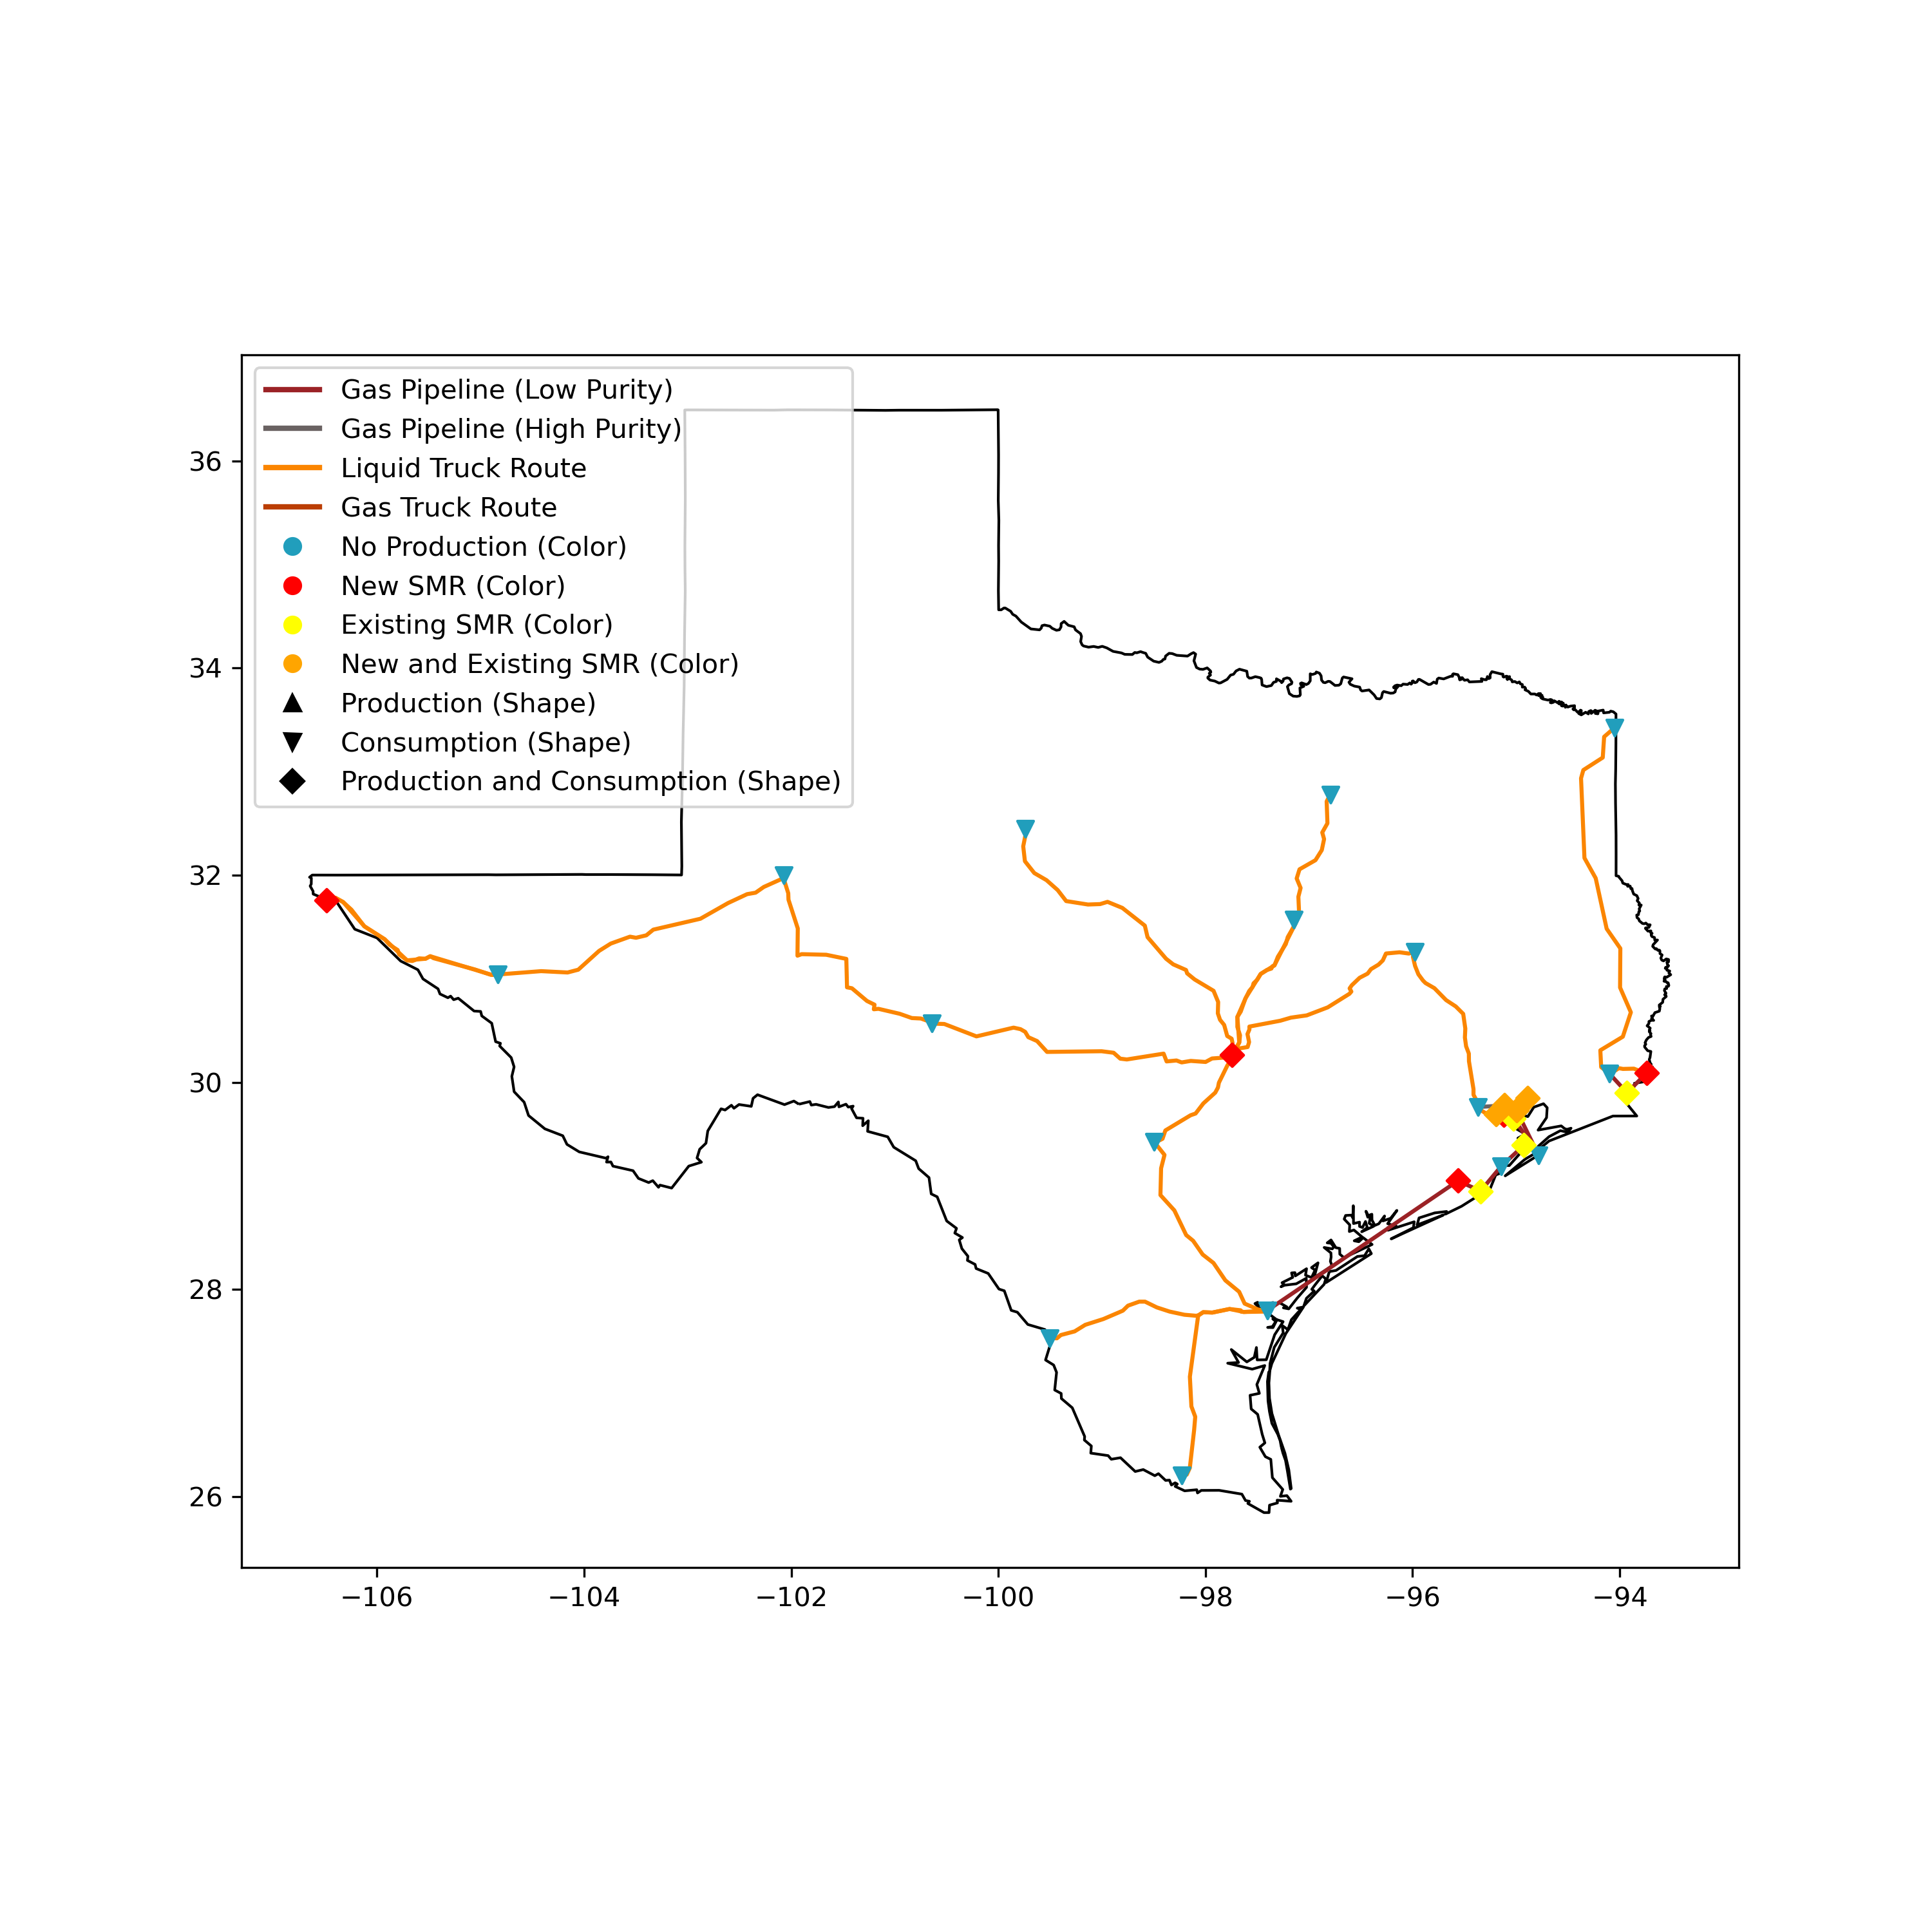 Gas Pipeline (Low Purity)
Gas Pipeline (High Purity)
Liquid Truck Route
Gas Truck Route
No Production (Color)
New SMR (Color)
Existing SMR (Color)
New and Existing SMR (Color)
Production (Shape)
Consumption (Shape)
Production and Consumption (Shape)
36
34
32
30
28
26
−106 −104 −102 −100 −98 −96 −94